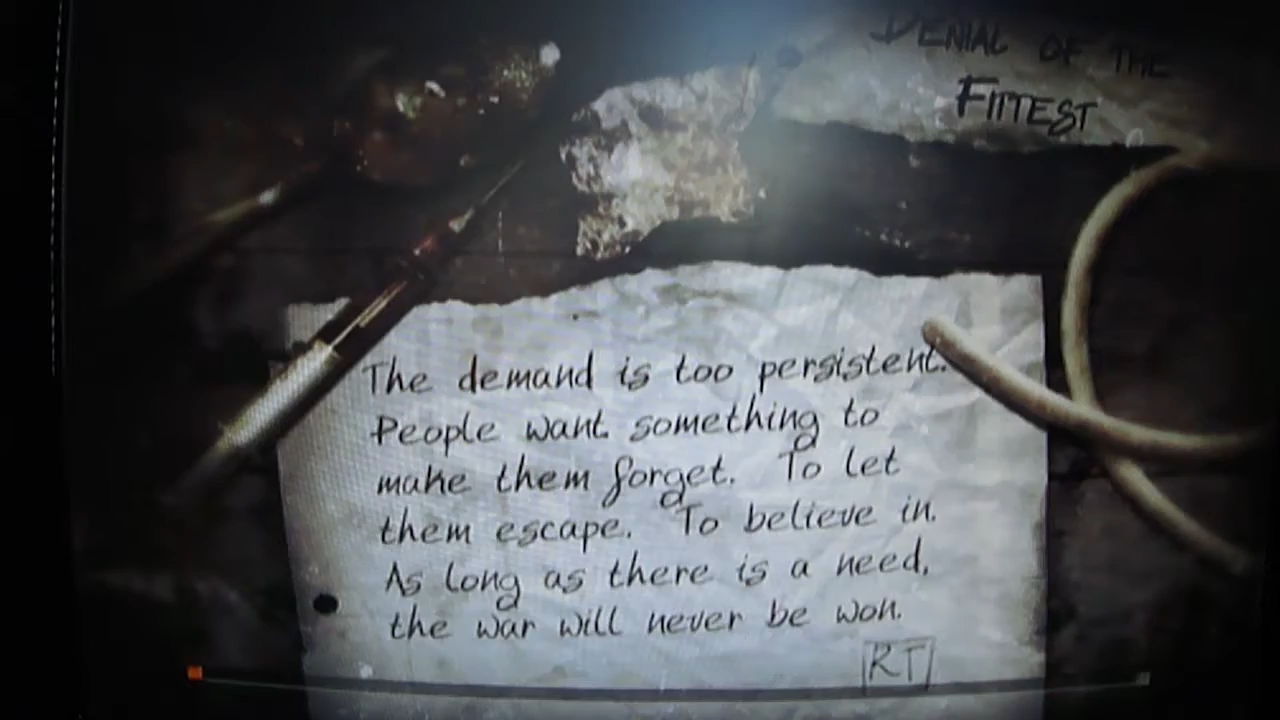 DENIAL OF THE
FITTEST
The demand is too persistent.
People want something to
make them forget. To let
them escape. To believe in.
As long as there is a need,
the war will never be won.
RT